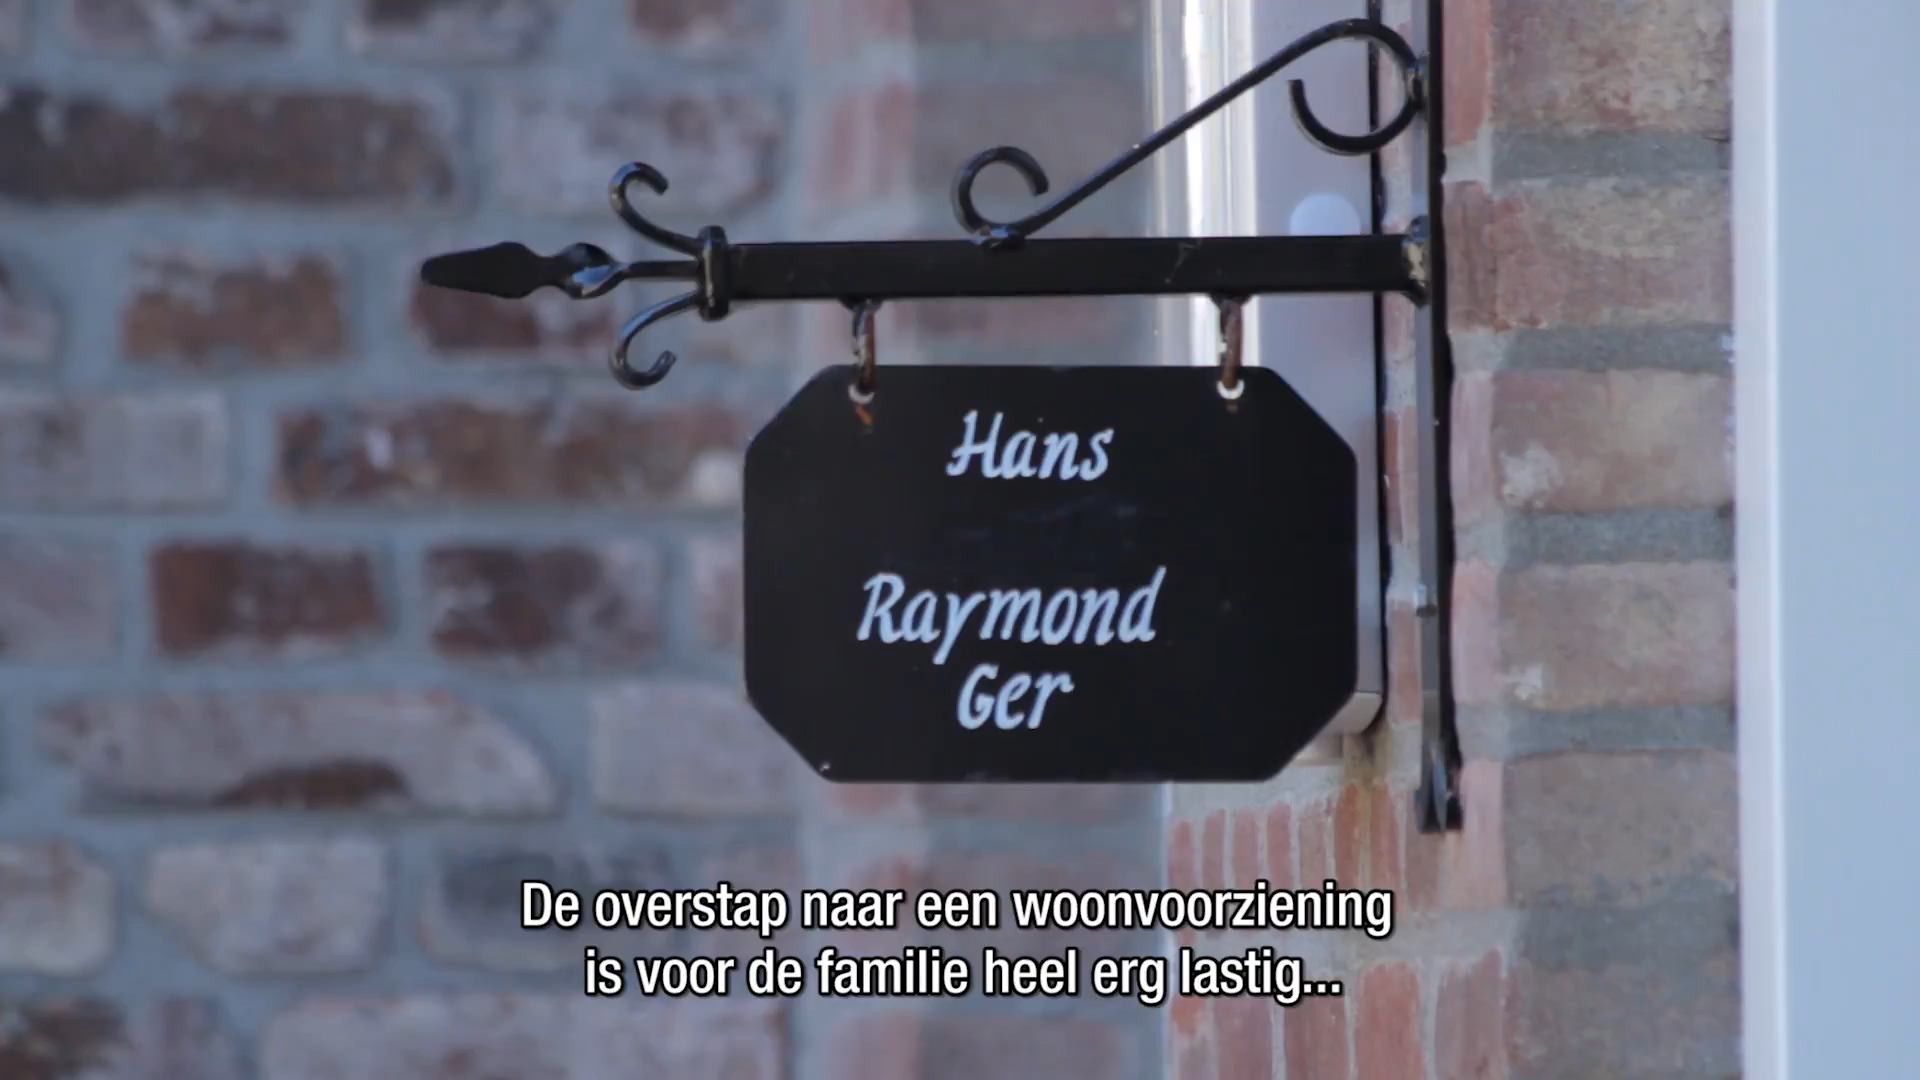 Hans
Raymond
Ger
De overstap naar een woonvoorziening
is voor de familie heel erg lastig...